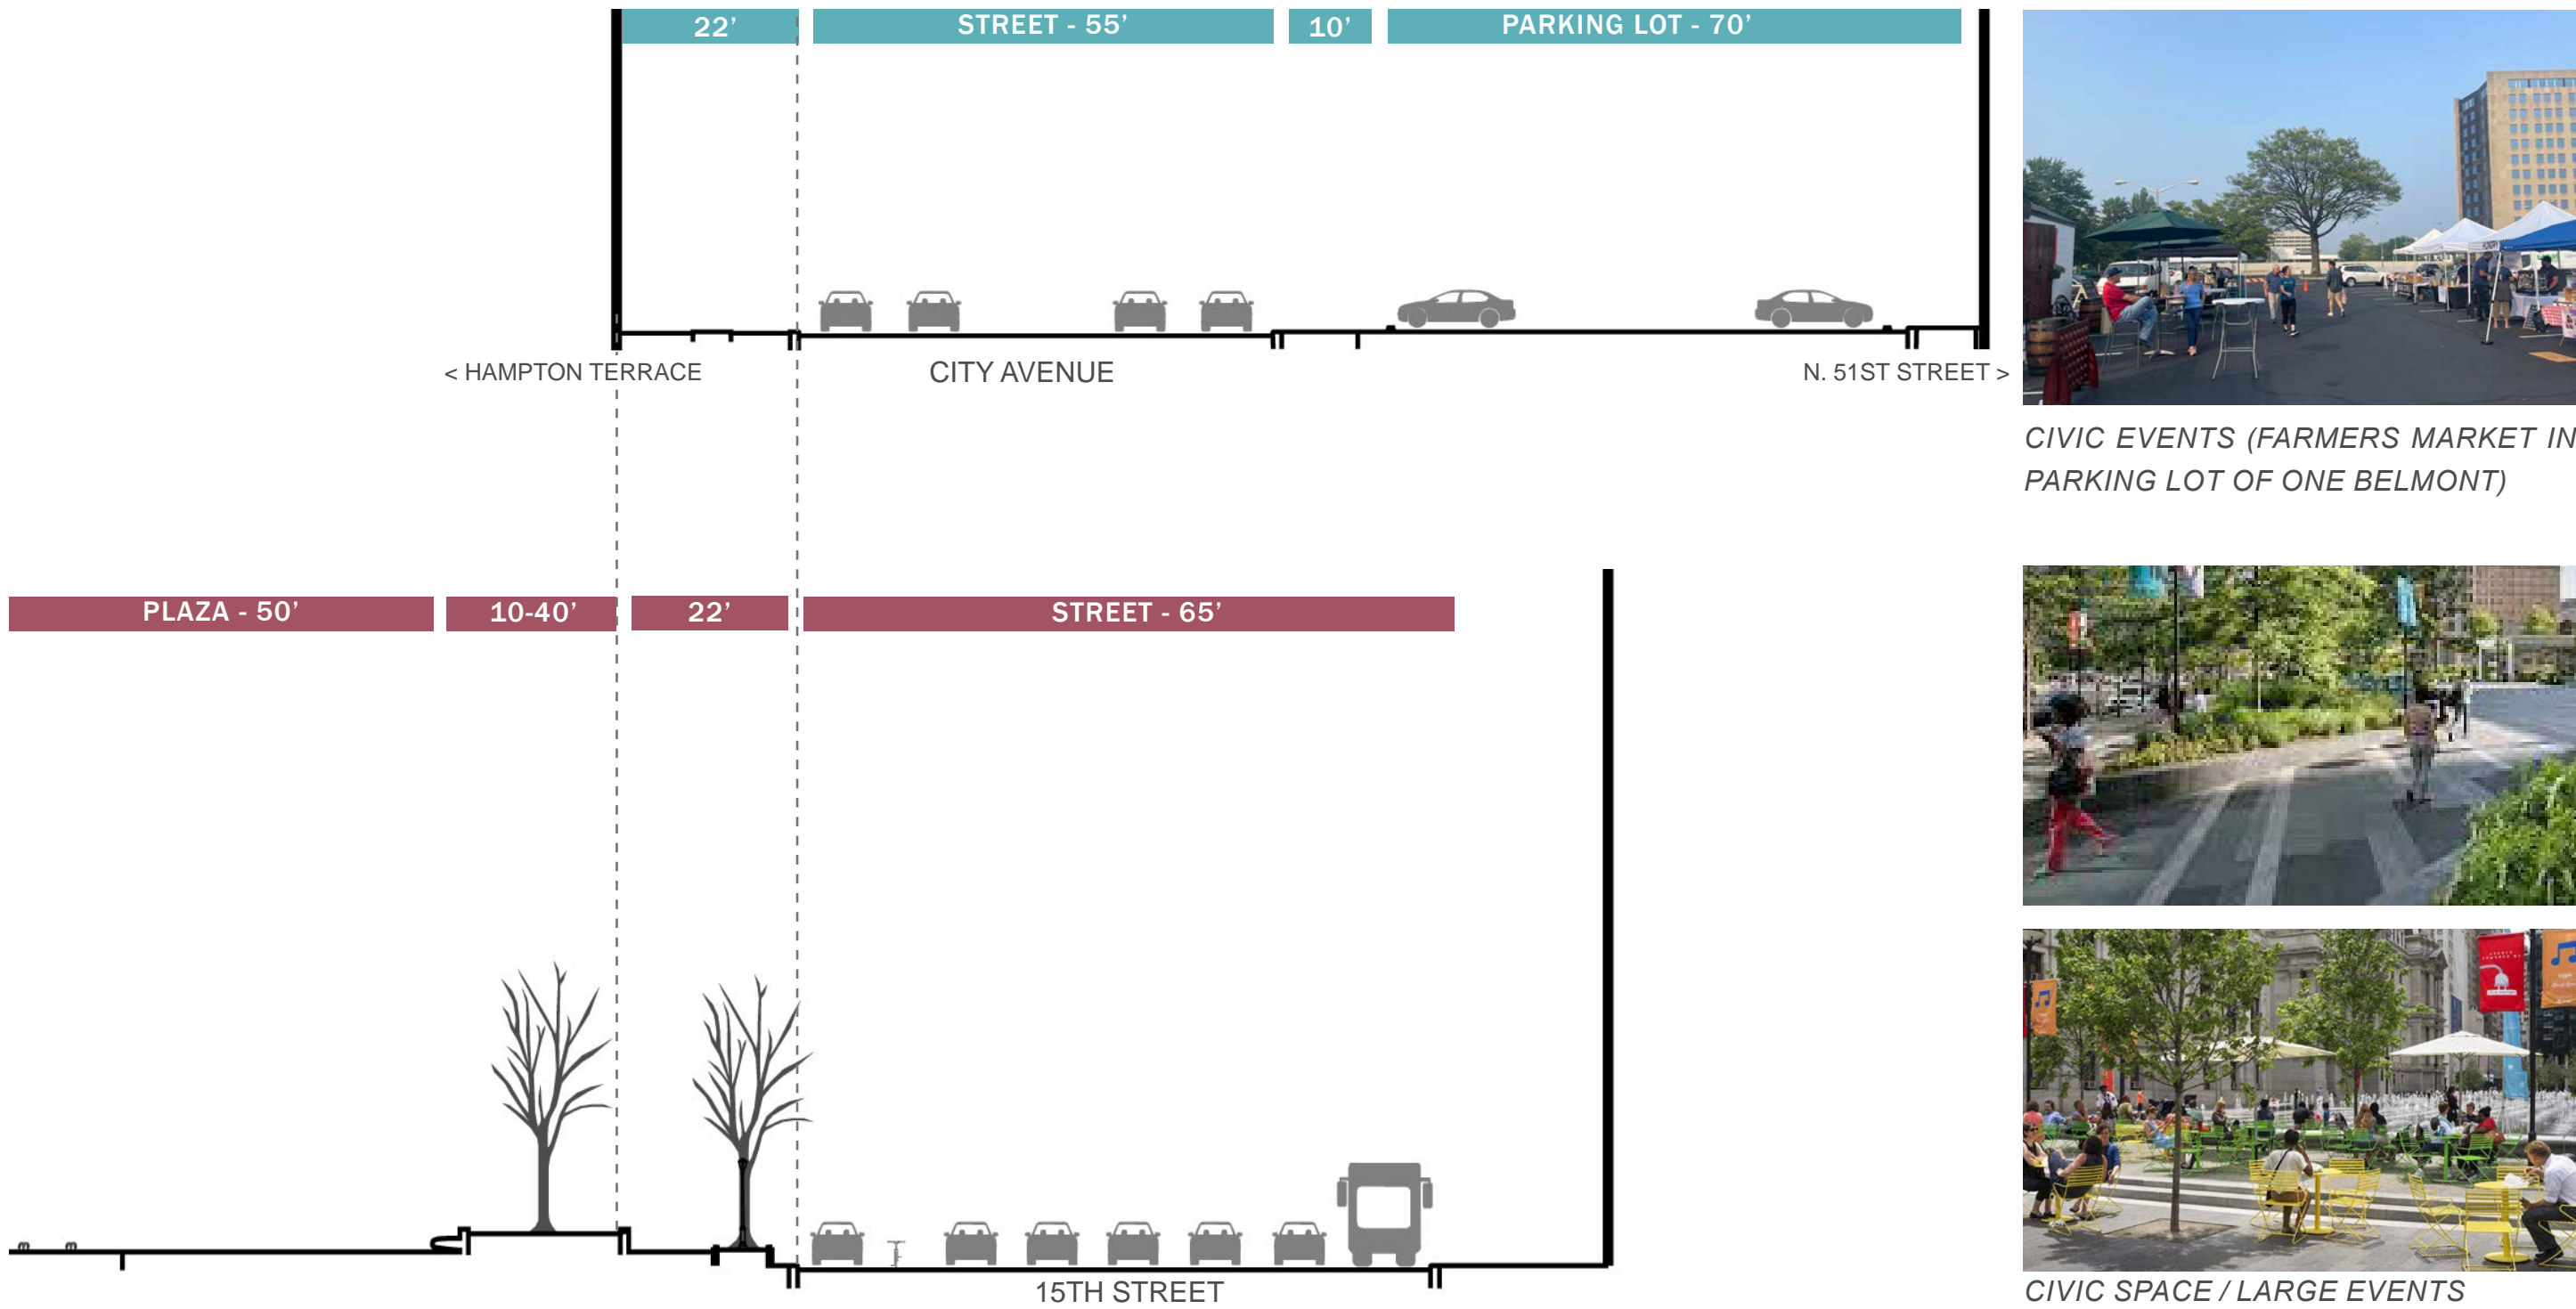 22’
STREET - 55’
10’
PARKING LOT - 70’
< HAMPTON TERRACE
CITY AVENUE
N. 51ST STREET >
CIVIC EVENTS (FARMERS MARKET IN
PARKING LOT OF ONE BELMONT)
PLAZA - 50’
10-40’
22’
STREET - 65’
15TH STREET
CIVIC SPACE / LARGE EVENTS